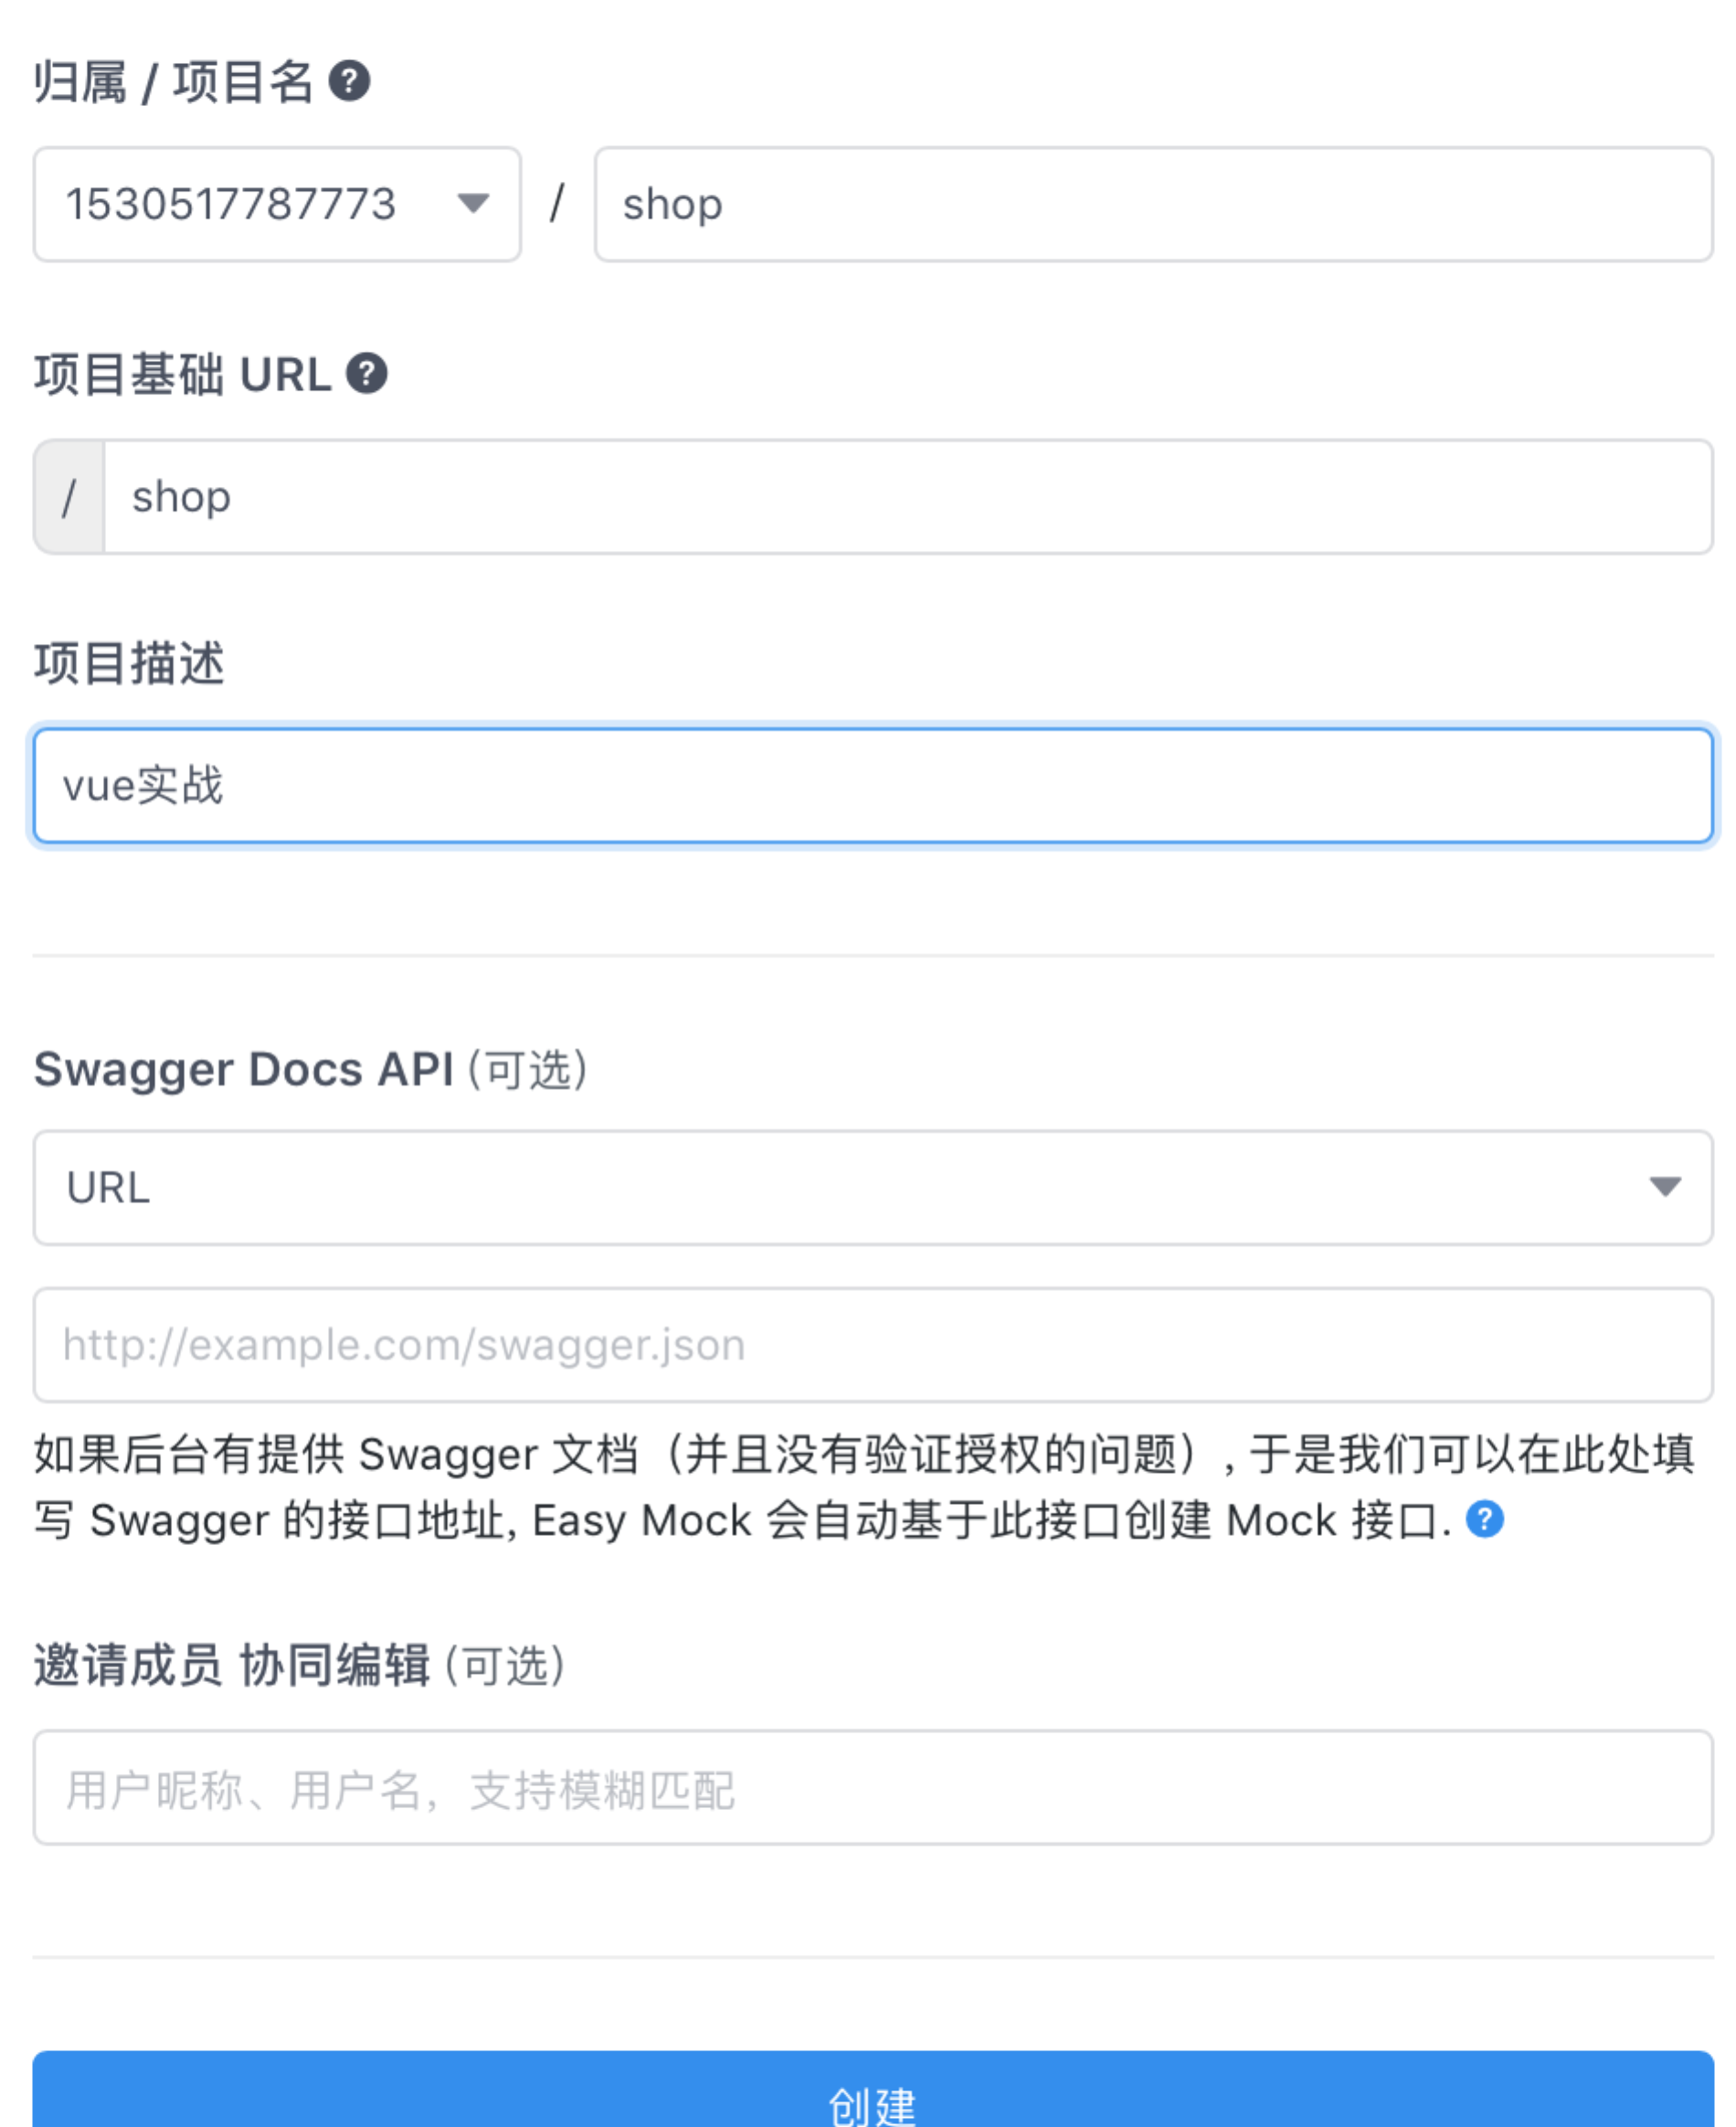 归属 / 项目名 ?
1530517787773 / shop
项目基础 URL ?
/ shop
项目描述
vue实战
Swagger Docs API (可选)
URL
http://example.com/swagger.json
如果后台有提供 Swagger 文档（并且没有验证授权的问题）, 于是我们可以在此处填
写 Swagger 的接口地址, Easy Mock 会自动基于此接口创建 Mock 接口. ?
邀请成员 协同编辑 (可选)
用户昵称、用户名，支持模糊匹配
创建